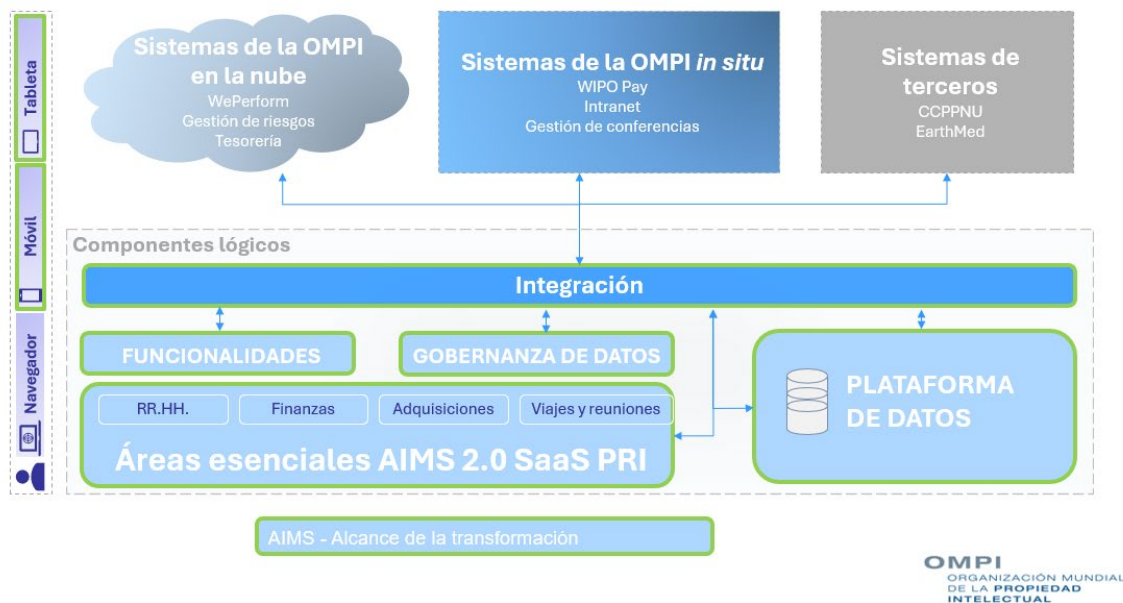 Tableta
Móvil
Navegador
Sistemas de la OMPI
en la nube
WePerform
Gestión de riesgos
Tesorería
Sistemas de la OMPI in situ
WIPO Pay
Intranet
Gestión de conferencias
Sistemas de
terceros
CCPPNU
EarthMed
Componentes lógicos
Integración
FUNCIONALIDADES
GOBERNANZA DE DATOS
RR.HH.
Finanzas
Adquisiciones
Viajes y reuniones
Áreas esenciales AIMS 2.0 SaaS PRI
PLATAFORMA
DE DATOS
AIMS - Alcance de la transformación
OMPI
ORGANIZACIÓN MUNDIAL
DE LA PROPIEDAD
INTELECTUAL